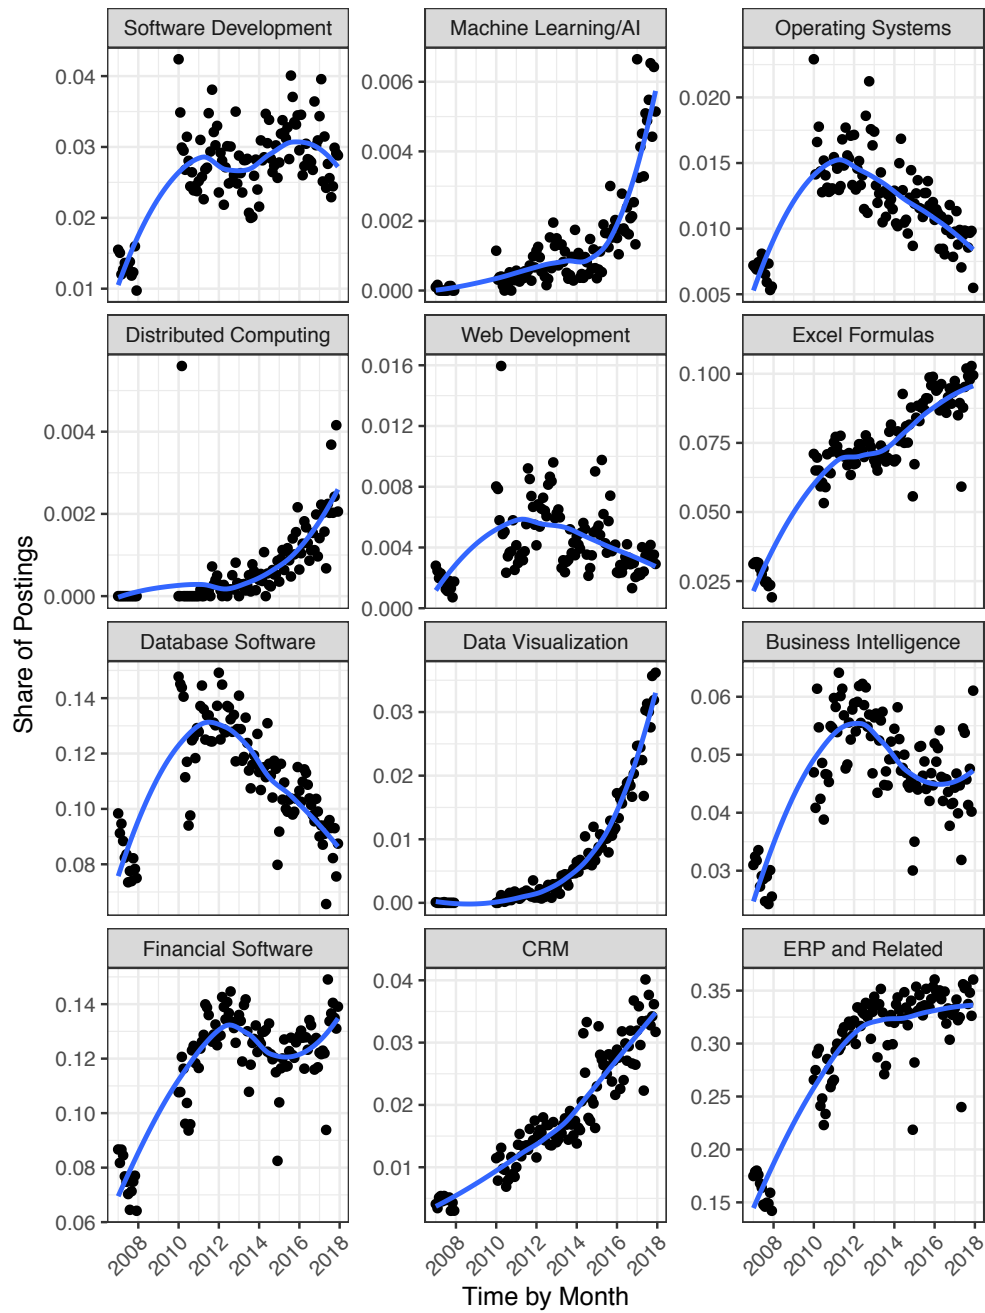 Software Development
Machine Learning/AI
Operating Systems
0.04
0.03
0.02
0.01
0.006
0.004
0.002
0.000
0.020
0.015
0.010
0.005
Distributed Computing
Web Development
Excel Formulas
0.004
0.002
0.000
0.016
0.012
0.008
0.004
0.000
0.100
0.075
0.050
0.025
Share of Postings
Database Software
Data Visualization
Business Intelligence
0.14
0.12
0.10
0.08
0.03
0.02
0.01
0.00
0.06
0.05
0.04
0.03
Financial Software
CRM
ERP and Related
0.14
0.12
0.10
0.08
0.06
0.04
0.03
0.02
0.01
0.35
0.30
0.25
0.20
0.15
2008 2010 2012 2014 2016 2018
2008 2010 2012 2014 2016 2018
2008 2010 2012 2014 2016 2018
Time by Month